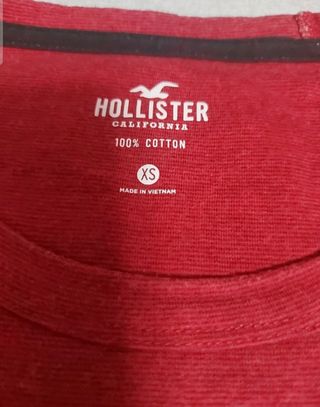 HOLLISTER
CALIFORNIA
100% COTTON
XS
MADE IN VIETNAM